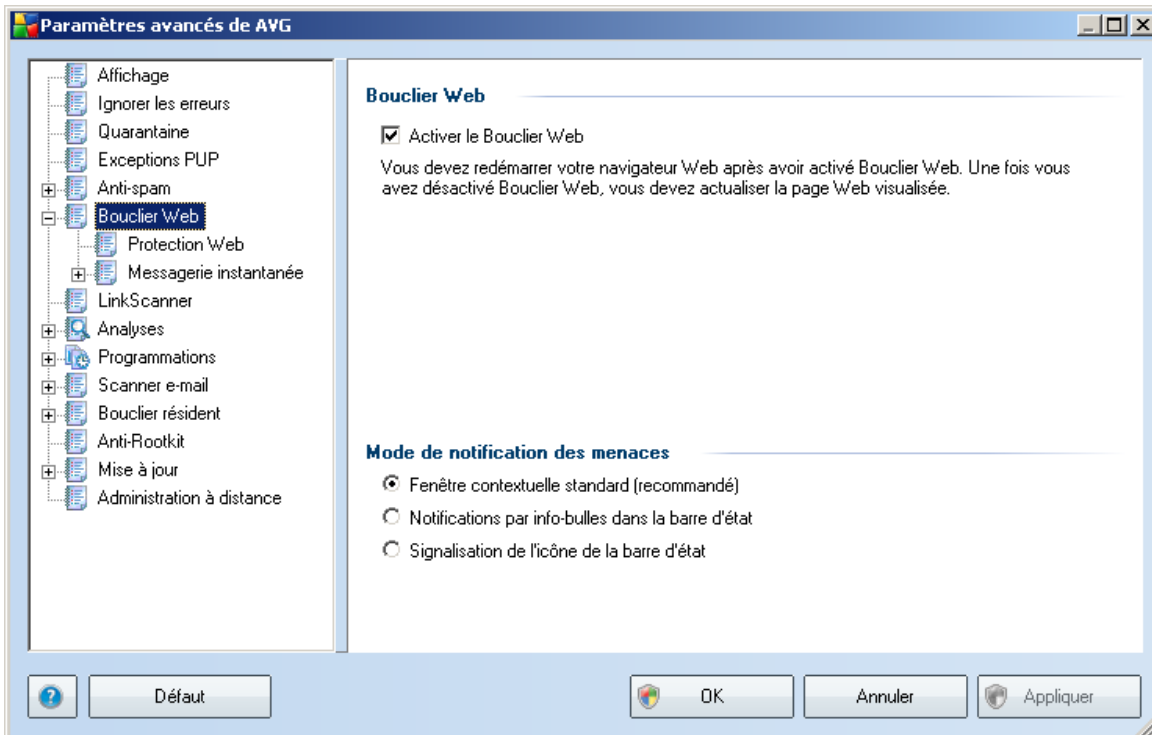 Paramètres avancés de AVG
Affichage
Ignorer les erreurs
Quarantaine
Exceptions PUP
Anti-spam
Bouclier Web
Protection Web
Messagerie instantanée
LinkScanner
Analyses
Programmations
Scanner e-mail
Bouclier résident
Anti-Rootkit
Mise à jour
Administration à distance
Bouclier Web
Activer le Bouclier Web
Vous devez redémarrer votre navigateur Web après avoir activé Bouclier Web. Une fois vous
avez désactivé Bouclier Web, vous devez actualiser la page Web visualisée.
Mode de notification des menaces
Fenêtre contextuelle standard (recommandé)
Notifications par info-bulles dans la barre d'état
Signalisation de l'icône de la barre d'état
?
Défaut
OK
Annuler
Appliquer